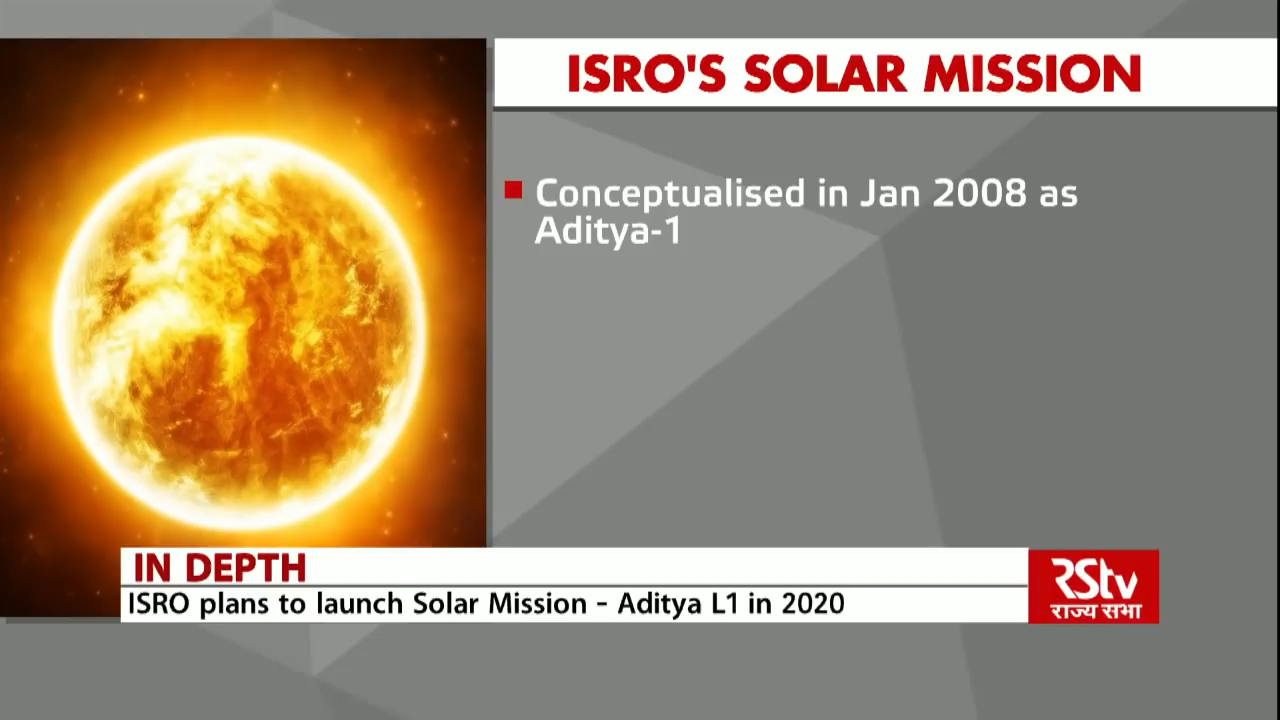 ISRO'S SOLAR MISSION
Conceptualised in Jan 2008 as
Aditya-1
IN DEPTH
ISRO plans to launch Solar Mission - Aditya L1 in 2020
RStv
राज्य सभा